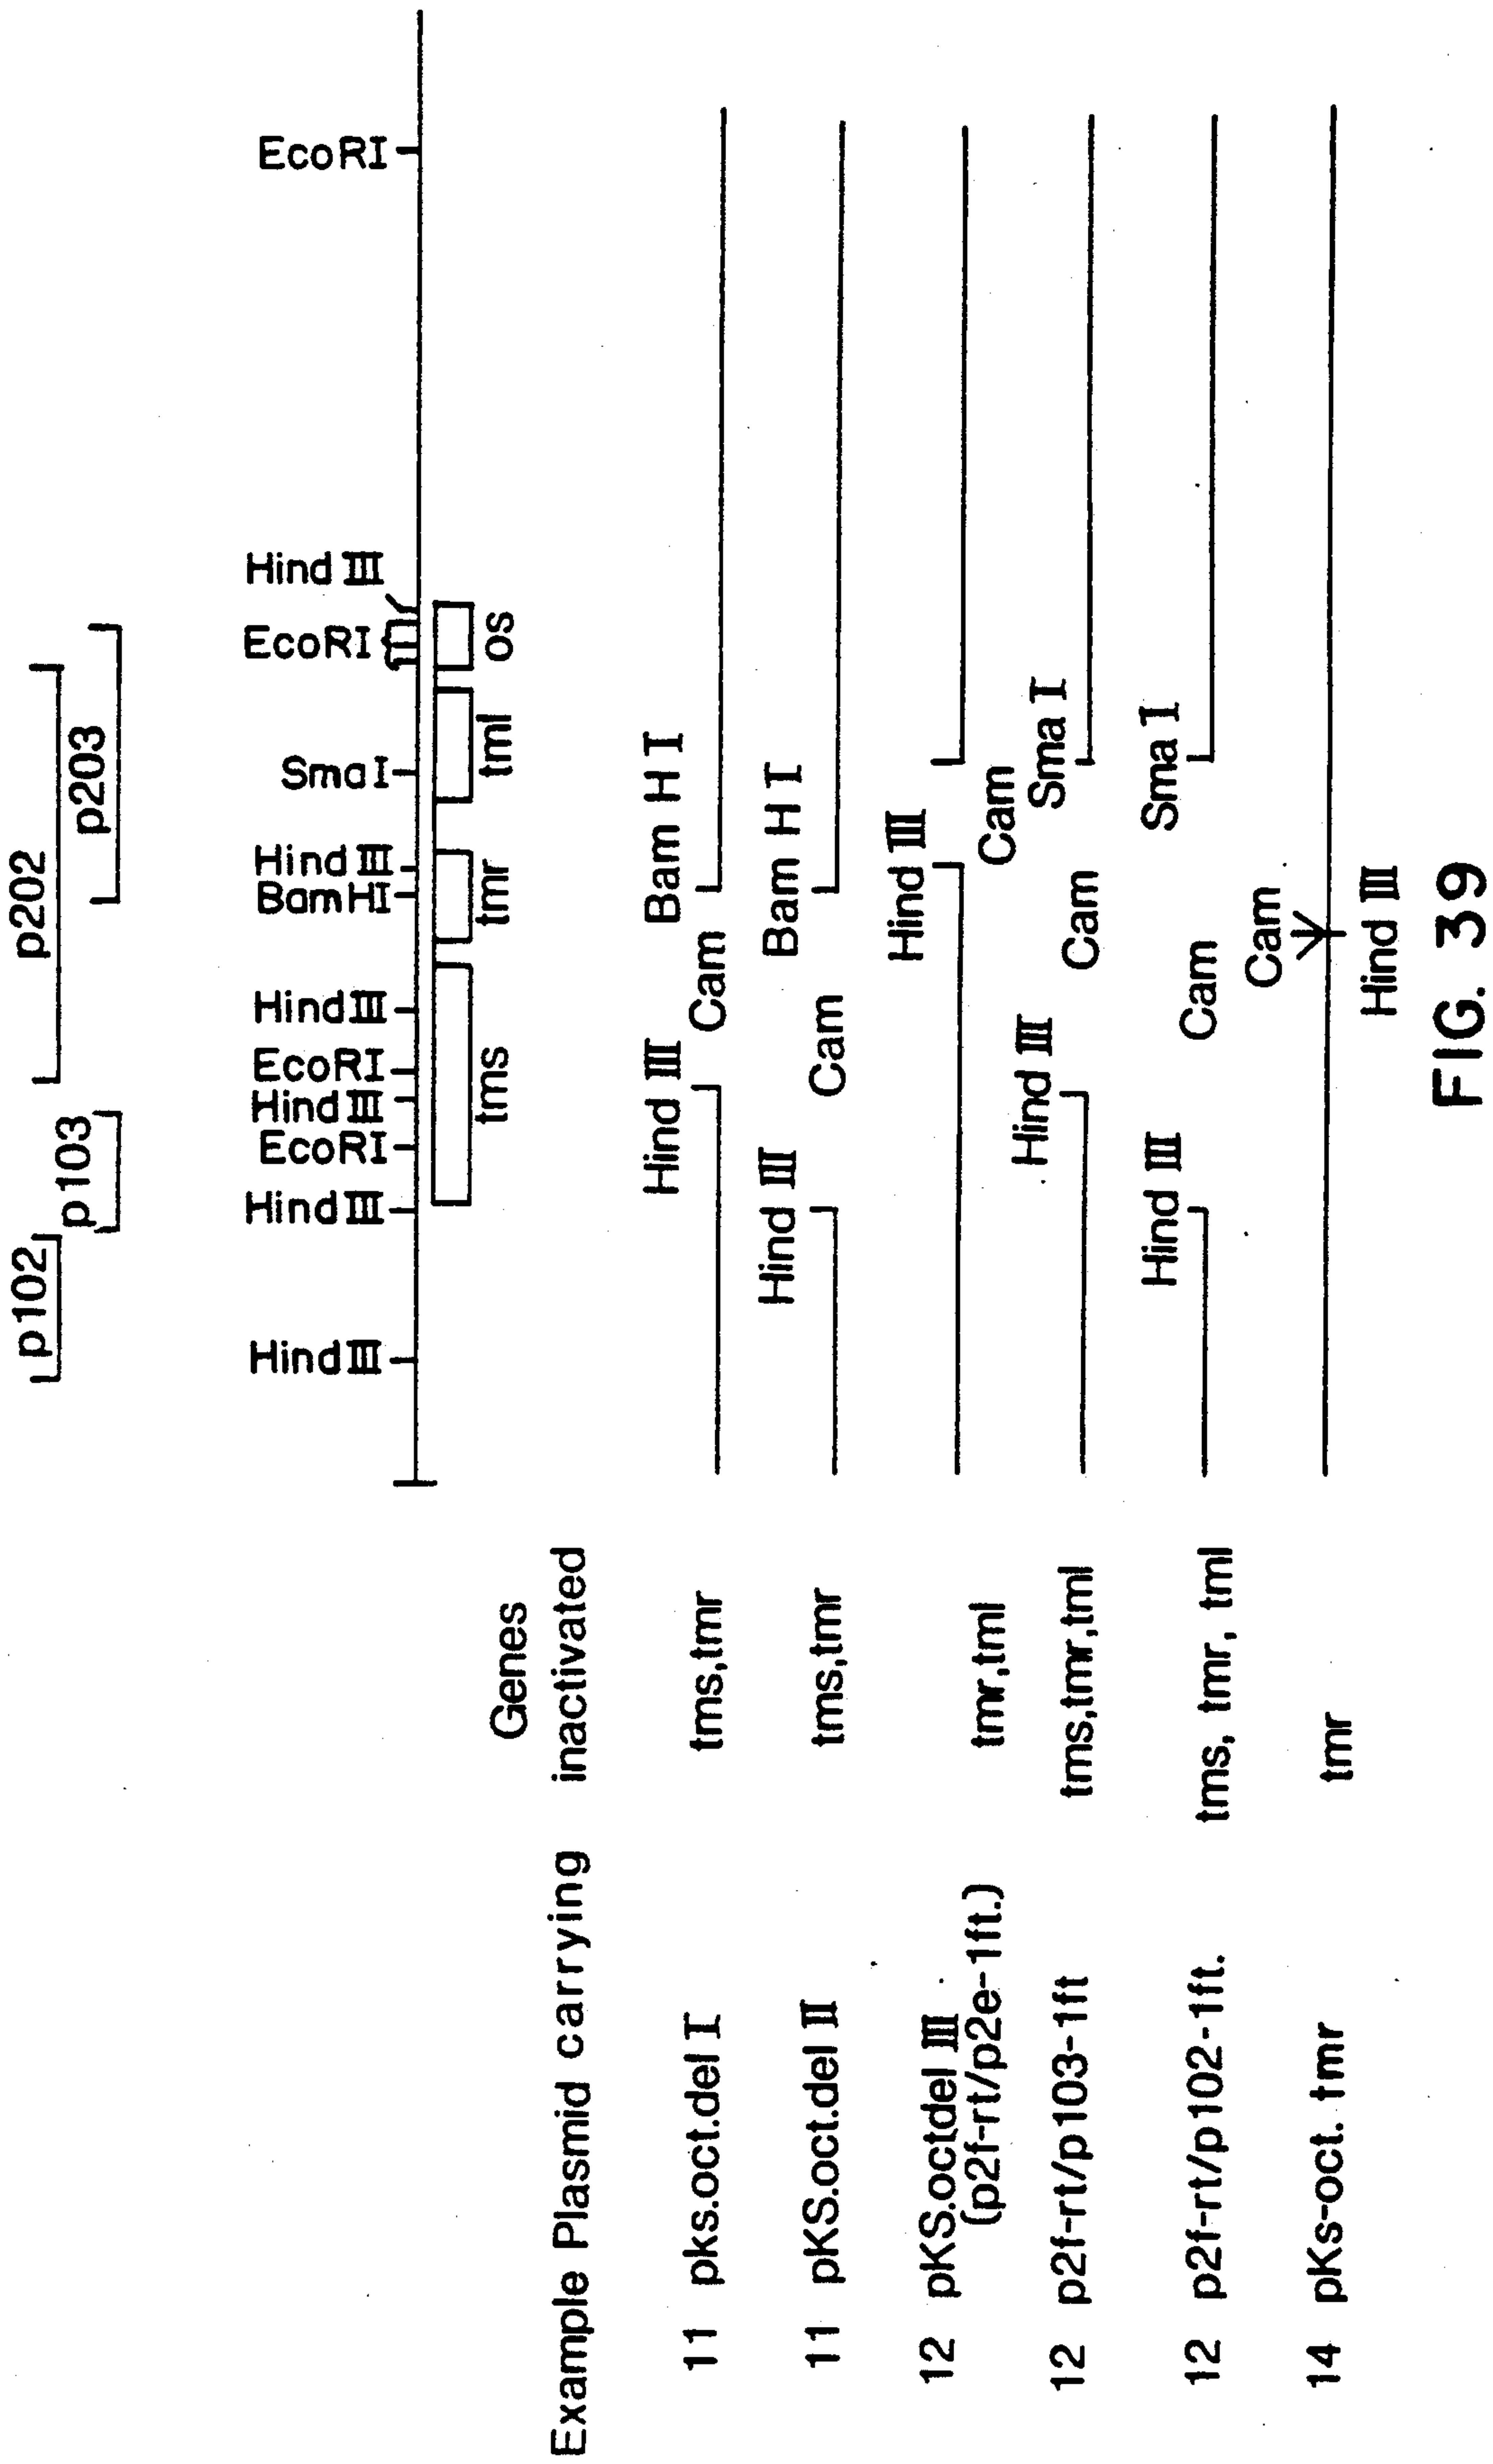 p102
p103
p202
p203
Hind III
Hind III
EcoRI
Hind III
EcoRI
Hind III
BamHI
Hind III
SmaI
EcoRI
Hind III
EcoRI
tms
tmr
tml
os
Example Plasmid carrying
Genes
inactivated
11 pks.oct.del I
tms,tmr
Hind III
Cam
Bam H I
11 pKS.oct.del II
tms,tmr
Hind III
Cam
Bam H I
12 pKS.octdel III
(p2f-rt/p2e-1ft.)
tmr,tml
Hind III
Cam
12 p2f-rt/p103-1ft
tms,tmr,tml
Hind III
Cam
Sma I
12 p2f-rt/p102-1ft.
tms, tmr, tml
Hind III
Cam
Sma I
14 pKs-oct. tmr
tmr
Cam
Hind III
FIG. 39